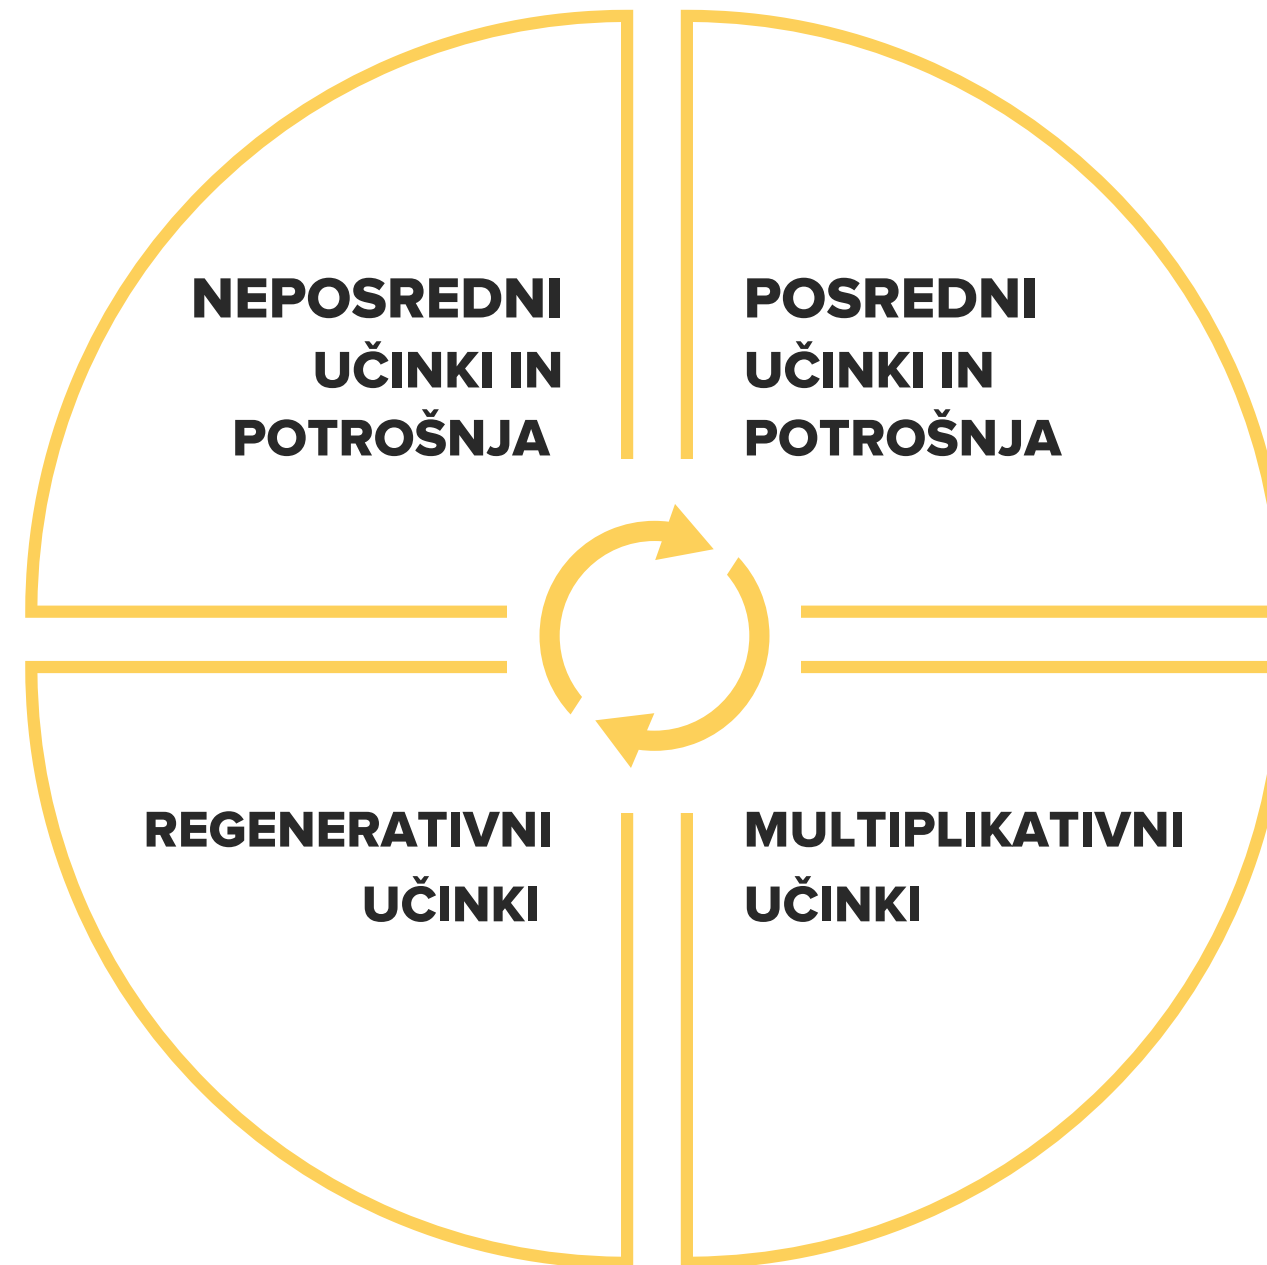 NEPOSREDNI
UČINKI IN
POTROŠNJA
POSREDNI
UČINKI IN
POTROŠNJA
REGENERATIVNI
UČINKI
MULTIPLIKATIVNI
UČINKI